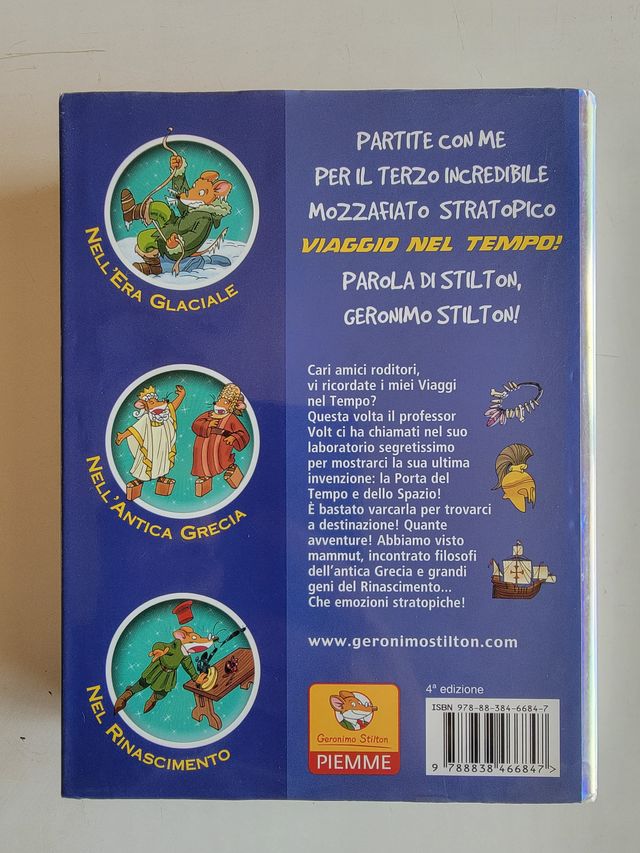 NELL'ERA GLACIALE
NELL'ANTICA GRECIA
NEL RINASCIMENTO
PARTITE CON ME
PER IL TERZO INCREDIBILE
MOZZAFIATO STRATOPICO
VIAGGIO NEL TEMPO!
PAROLA DI STILTON,
GERONIMO STILTON!
Cari amici roditori,
vi ricordate i miei Viaggi
nel Tempo?
Questa volta il professor
Volt ci ha chiamati nel suo
laboratorio segretissimo
per mostrarci la sua ultima
invenzione: la Porta del
Tempo e dello Spazio!
È bastato varcarla per trovarci
a destinazione! Quante
avventure! Abbiamo visto
mammut, incontrato filosofi
dell'antica Grecia e grandi
geni del Rinascimento...
Che emozioni stratopiche!
www.geronimostilton.com
Geronimo Stilton
PIEMME
4ª edizione
ISBN 978-88-384-6684-7
9 788838 466847 >